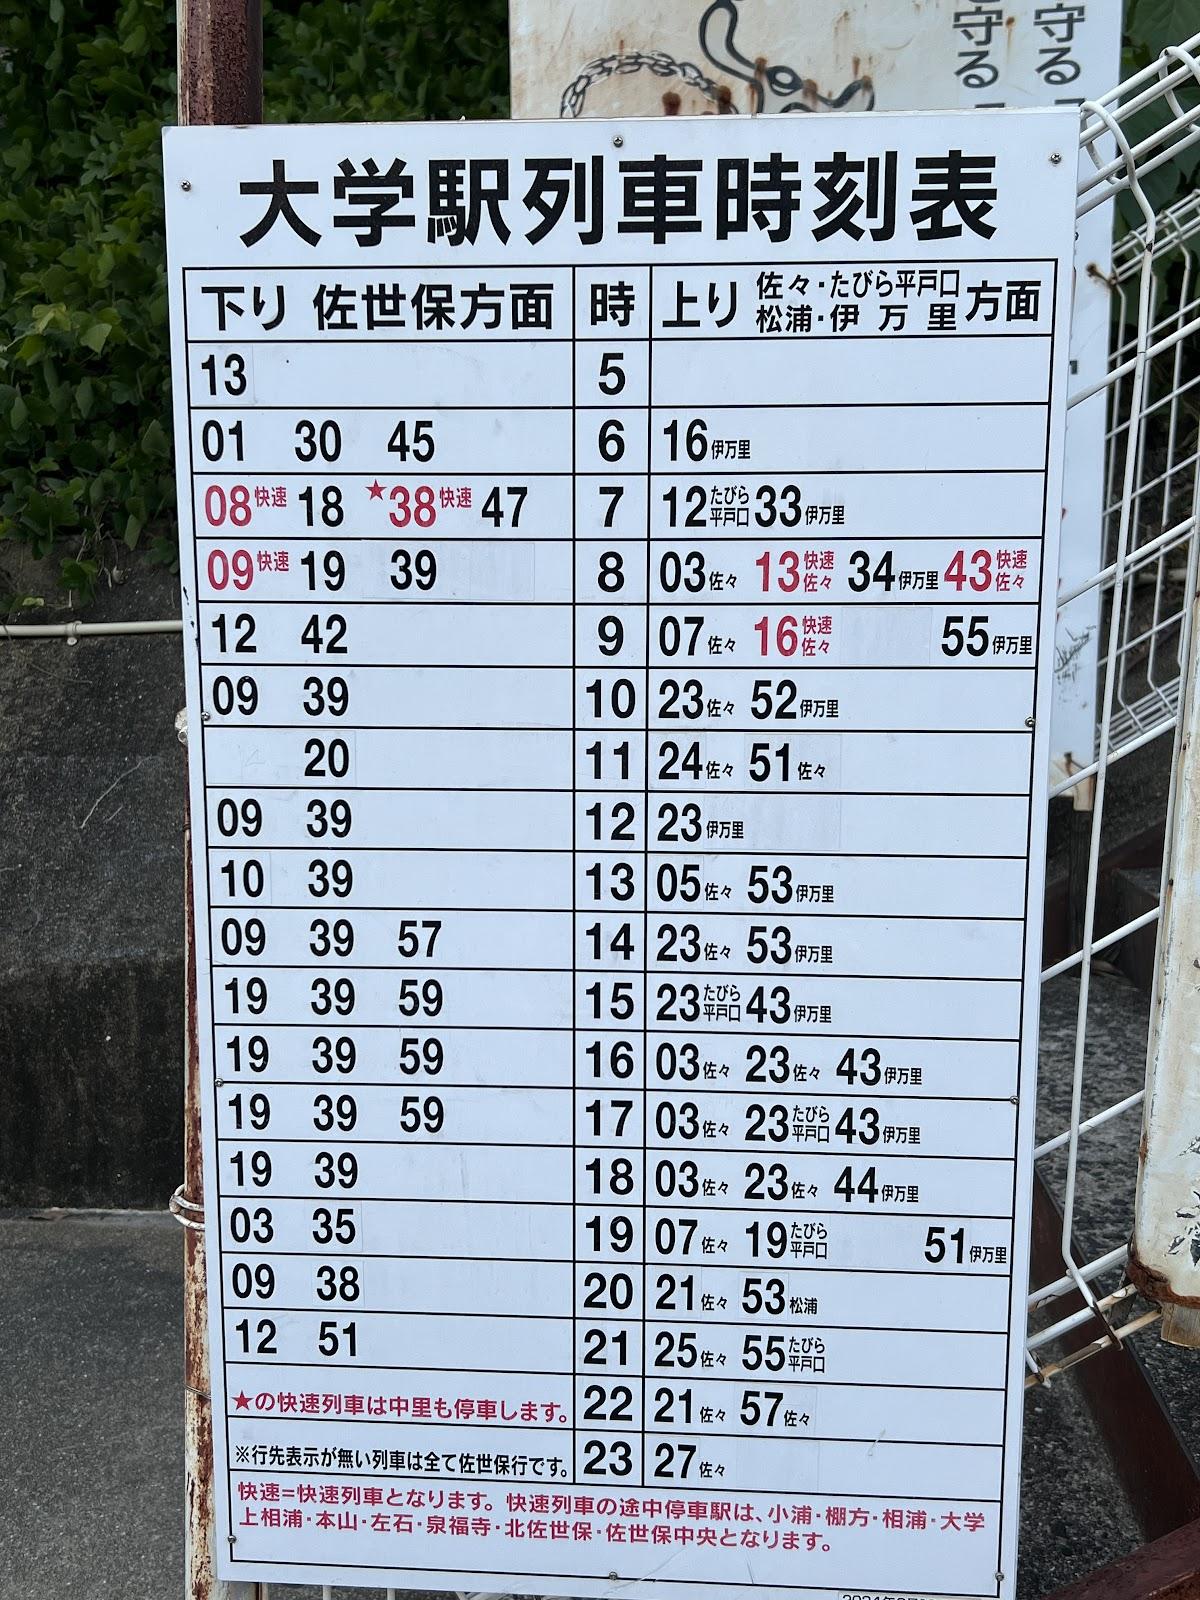 守る
守る
大学駅列車時刻表
下り 佐世保方面 時 上り 佐々・たびら平戸口 松浦・伊万里 方面
13 5
01 30 45 6 16伊万里
08快速 18 ★38快速 47 7 12たびら平戸口 33伊万里
09快速 19 39 8 03佐々 13快速佐々 34伊万里 43快速佐々
12 42 9 07佐々 16快速佐々 55伊万里
09 39 10 23佐々 52伊万里
20 11 24佐々 51佐々
09 39 12 23伊万里
10 39 13 05佐々 53伊万里
09 39 57 14 23佐々 53伊万里
19 39 59 15 23たびら平戸口 43伊万里
19 39 59 16 03佐々 23佐々 43伊万里
19 39 59 17 03佐々 23たびら平戸口 43伊万里
19 39 18 03佐々 23佐々 44伊万里
03 35 19 07佐々 19たびら平戸口 51伊万里
09 38 20 21佐々 53松浦
12 51 21 25佐々 55たびら平戸口
★の快速列車は中里も停車します。 22 21佐々 57佐々
※行先表示が無い列車は全て佐世保行です。 23 27佐々
快速=快速列車となります。快速列車の途中停車駅は、小浦・棚方・相浦・大学
上相浦・本山・左石・泉福寺・北佐世保・佐世保中央となります。